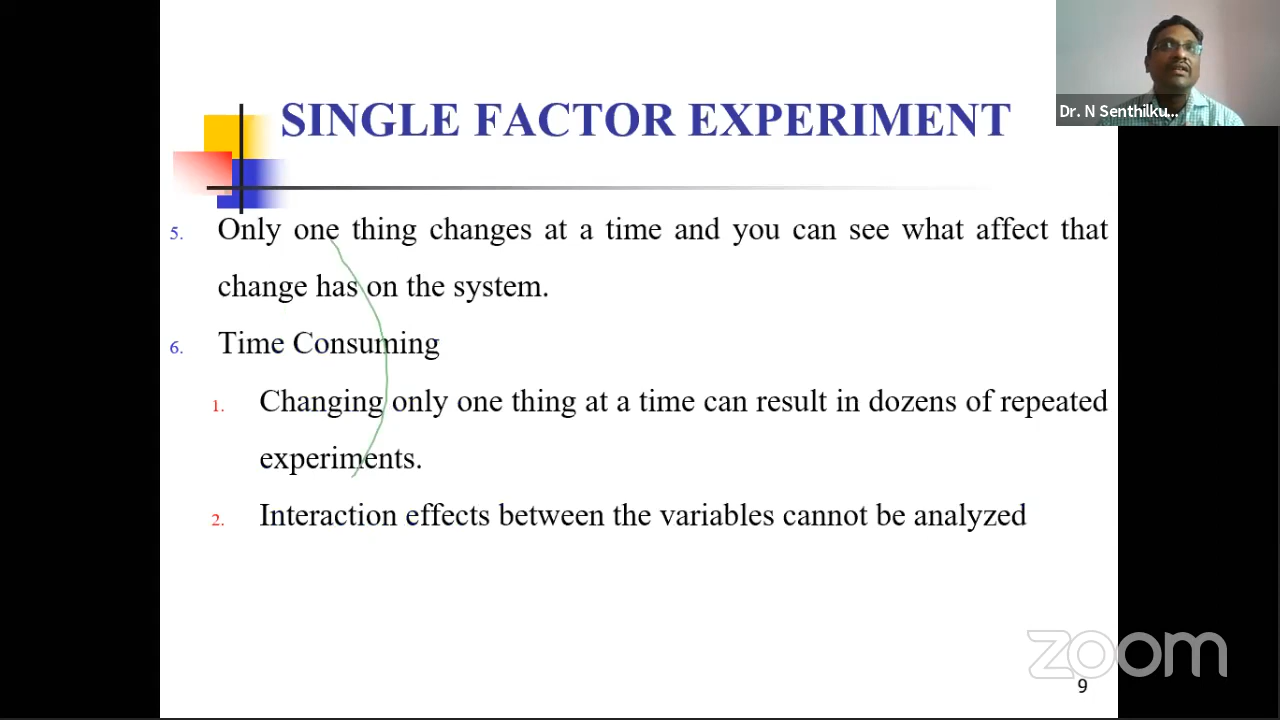 Dr. N Senthilku...
SINGLE FACTOR EXPERIMENT
5. Only one thing changes at a time and you can see what affect that
change has on the system.
6. Time Consuming
1. Changing only one thing at a time can result in dozens of repeated
experiments.
2. Interaction effects between the variables cannot be analyzed
zoom
9